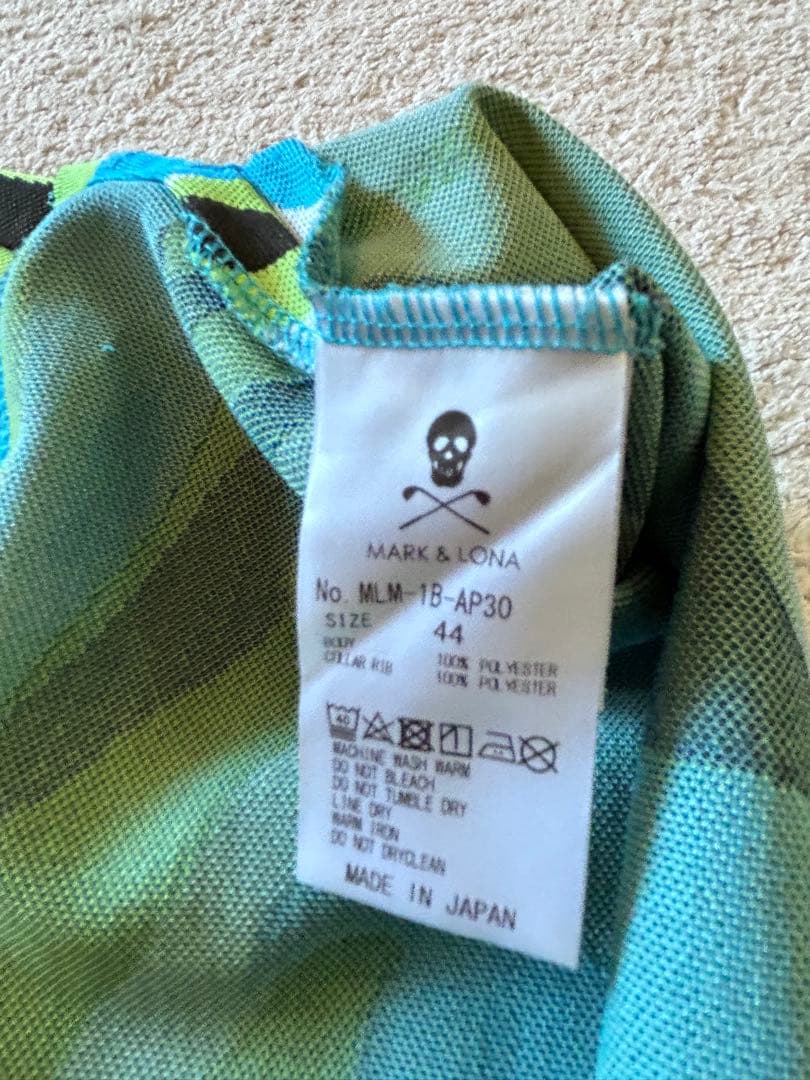 MARK & LONA
No. MLM-1B-AP30
SIZE 44
BODY 100% POLYESTER
COLLAR RIB 100% POLYESTER
40
MACHINE WASH WARM
DO NOT BLEACH
DO NOT TUMBLE DRY
LINE DRY
WARM IRON
DO NOT DRYCLEAN
MADE IN JAPAN